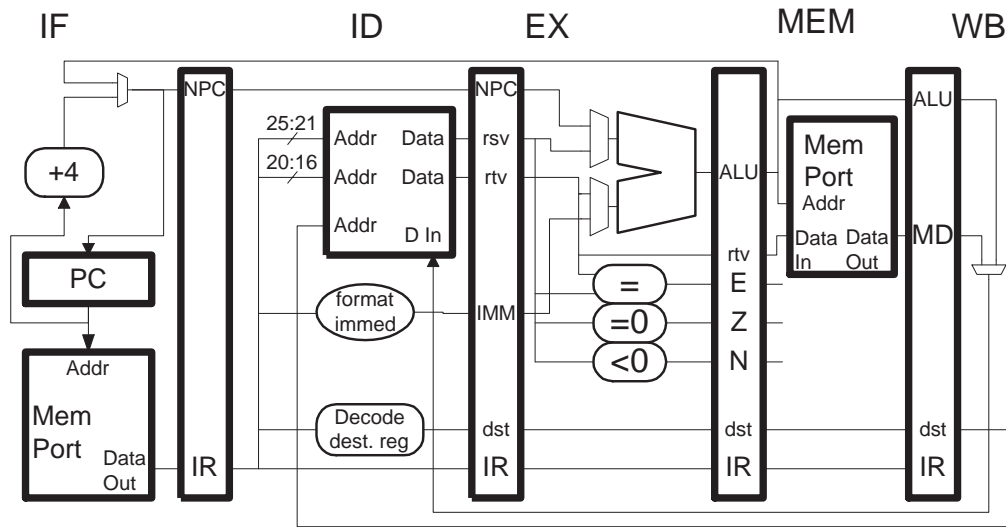 IF ID EX MEM WB
NPC NPC ALU
25:21 Addr Data rsv
20:16 Addr Data rtv
+4
Mem
Port
Addr
ALU
Addr
D In
Data
In
Data
Out
MD
rtv
PC
format
immed
IMM
=
E
=0
Z
<0
N
Addr
Mem
Port
Data
Out
Decode
dest. reg
dst dst dst
IR IR IR IR